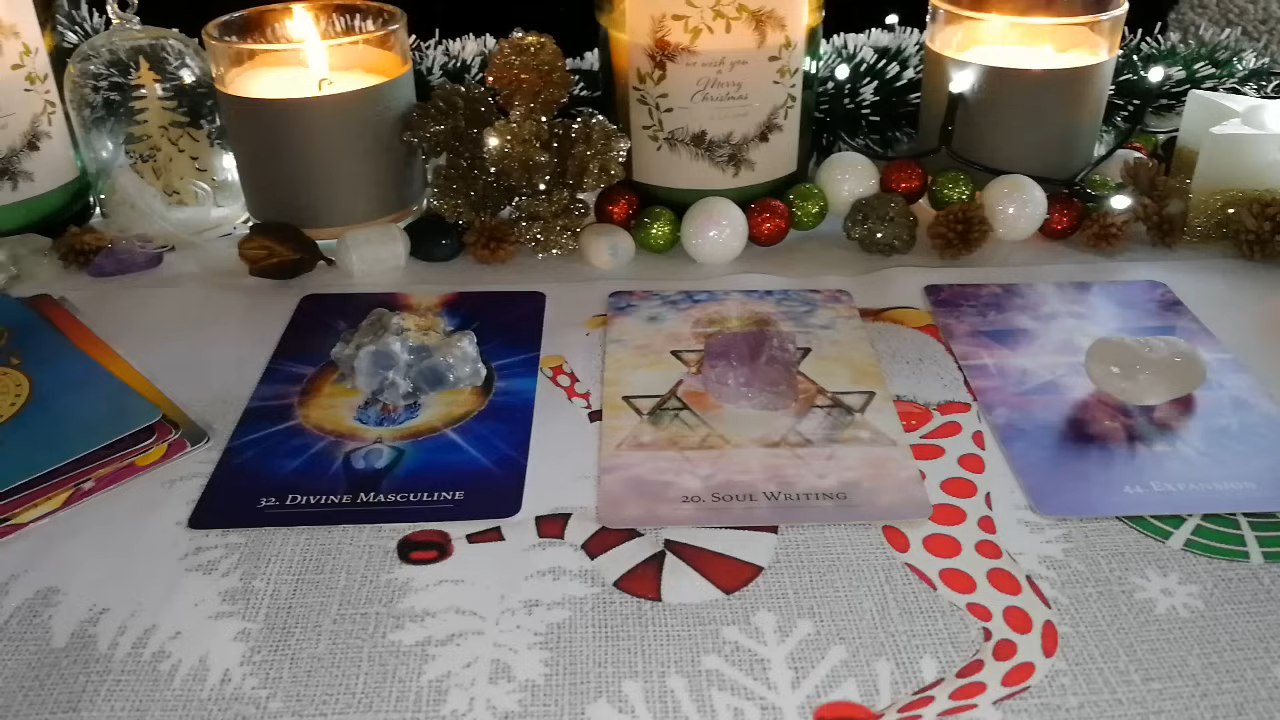 we wish you
a
Merry
Christmas
32. Divine Masculine
20. Soul Writing
44. Expansion